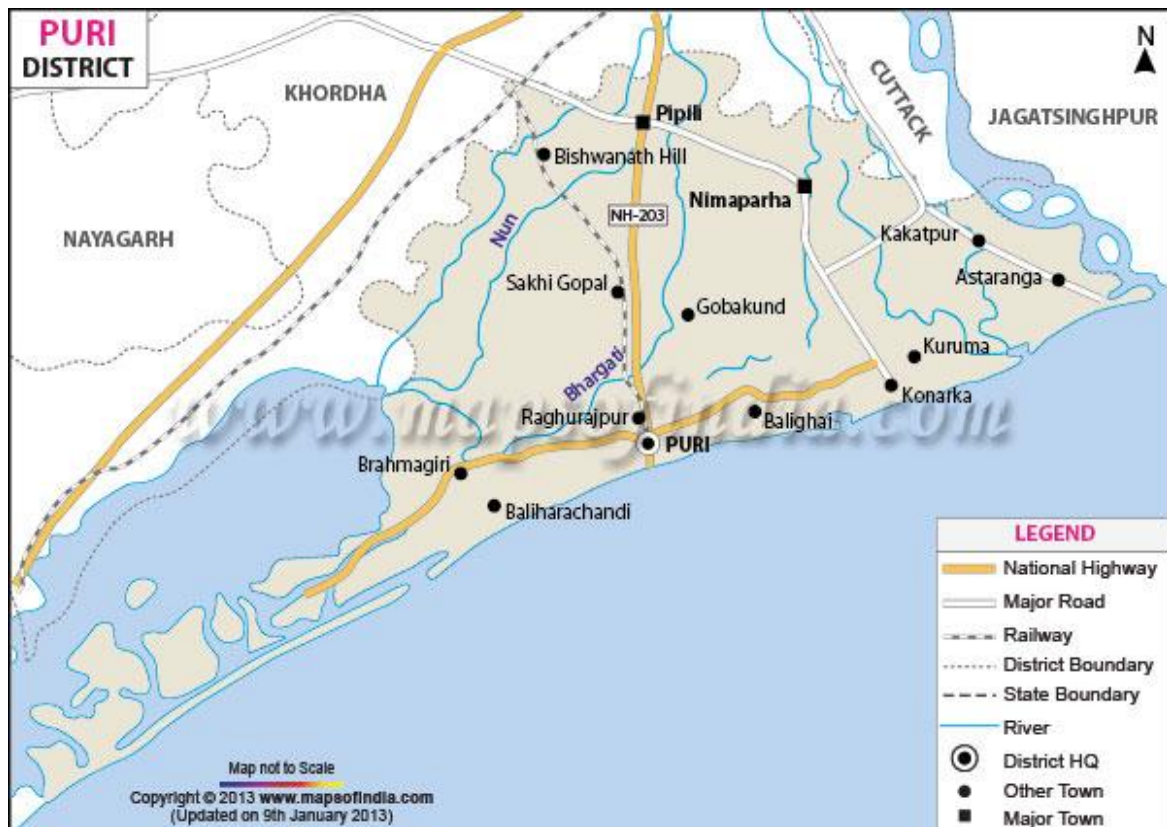 PURI
DISTRICT
N
KHORDHA
CUTTACK
JAGATSINGHPUR
Pipili
Bishwanath Hill
Nimaparha
NH-203
NAYAGARH
Nun
Kakatpur
Astaranga
Sakhi Gopal
Gobakund
Kuruma
Bhargati
Konarka
www.mapsofindia.com
Raghurajpur
Balighai
PURI
Brahmagiri
Baliharachandi
LEGEND
National Highway
Major Road
Railway
District Boundary
State Boundary
River
District HQ
Other Town
Major Town
Map not to Scale
Copyright © 2013 www.mapsofindia.com
(Updated on 9th January 2013)